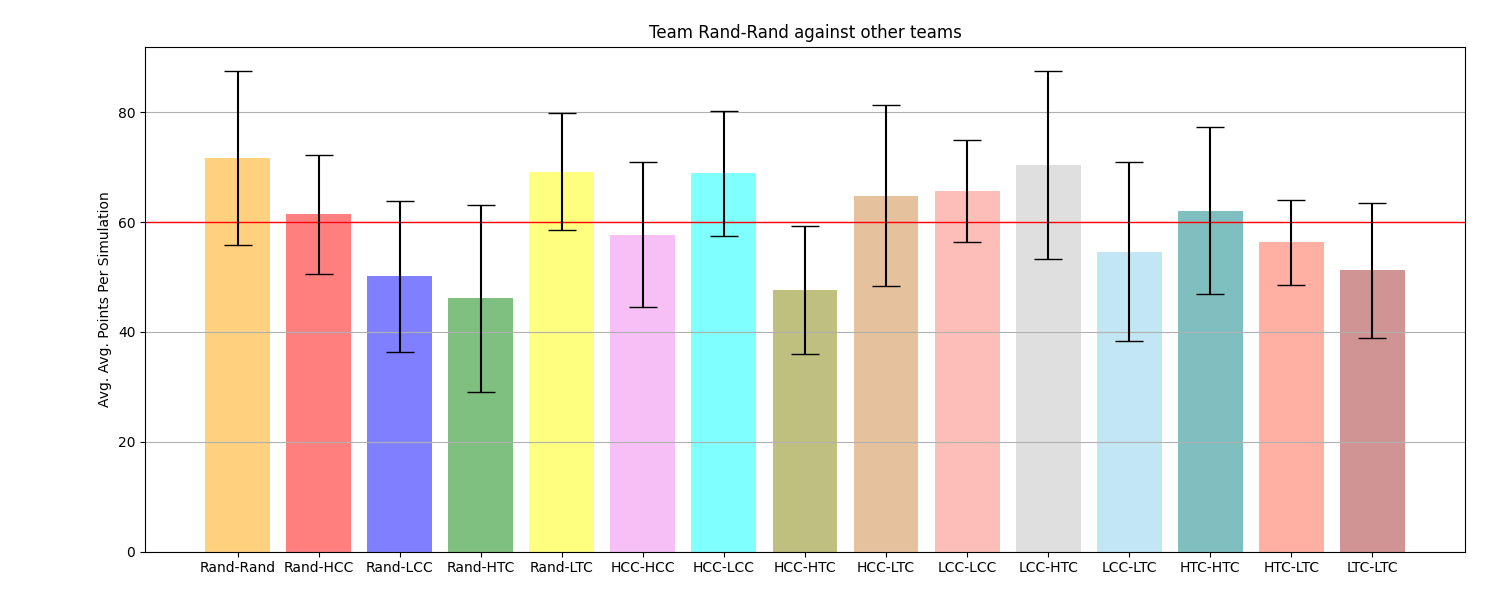 Team Rand-Rand against other teams
Avg. Avg. Points Per Simulation
80
60
40
20
0
Rand-Rand Rand-HCC Rand-LCC Rand-HTC Rand-LTC HCC-HCC HCC-LCC HCC-HTC HCC-LTC LCC-LCC LCC-HTC LCC-LTC HTC-HTC HTC-LTC LTC-LTC